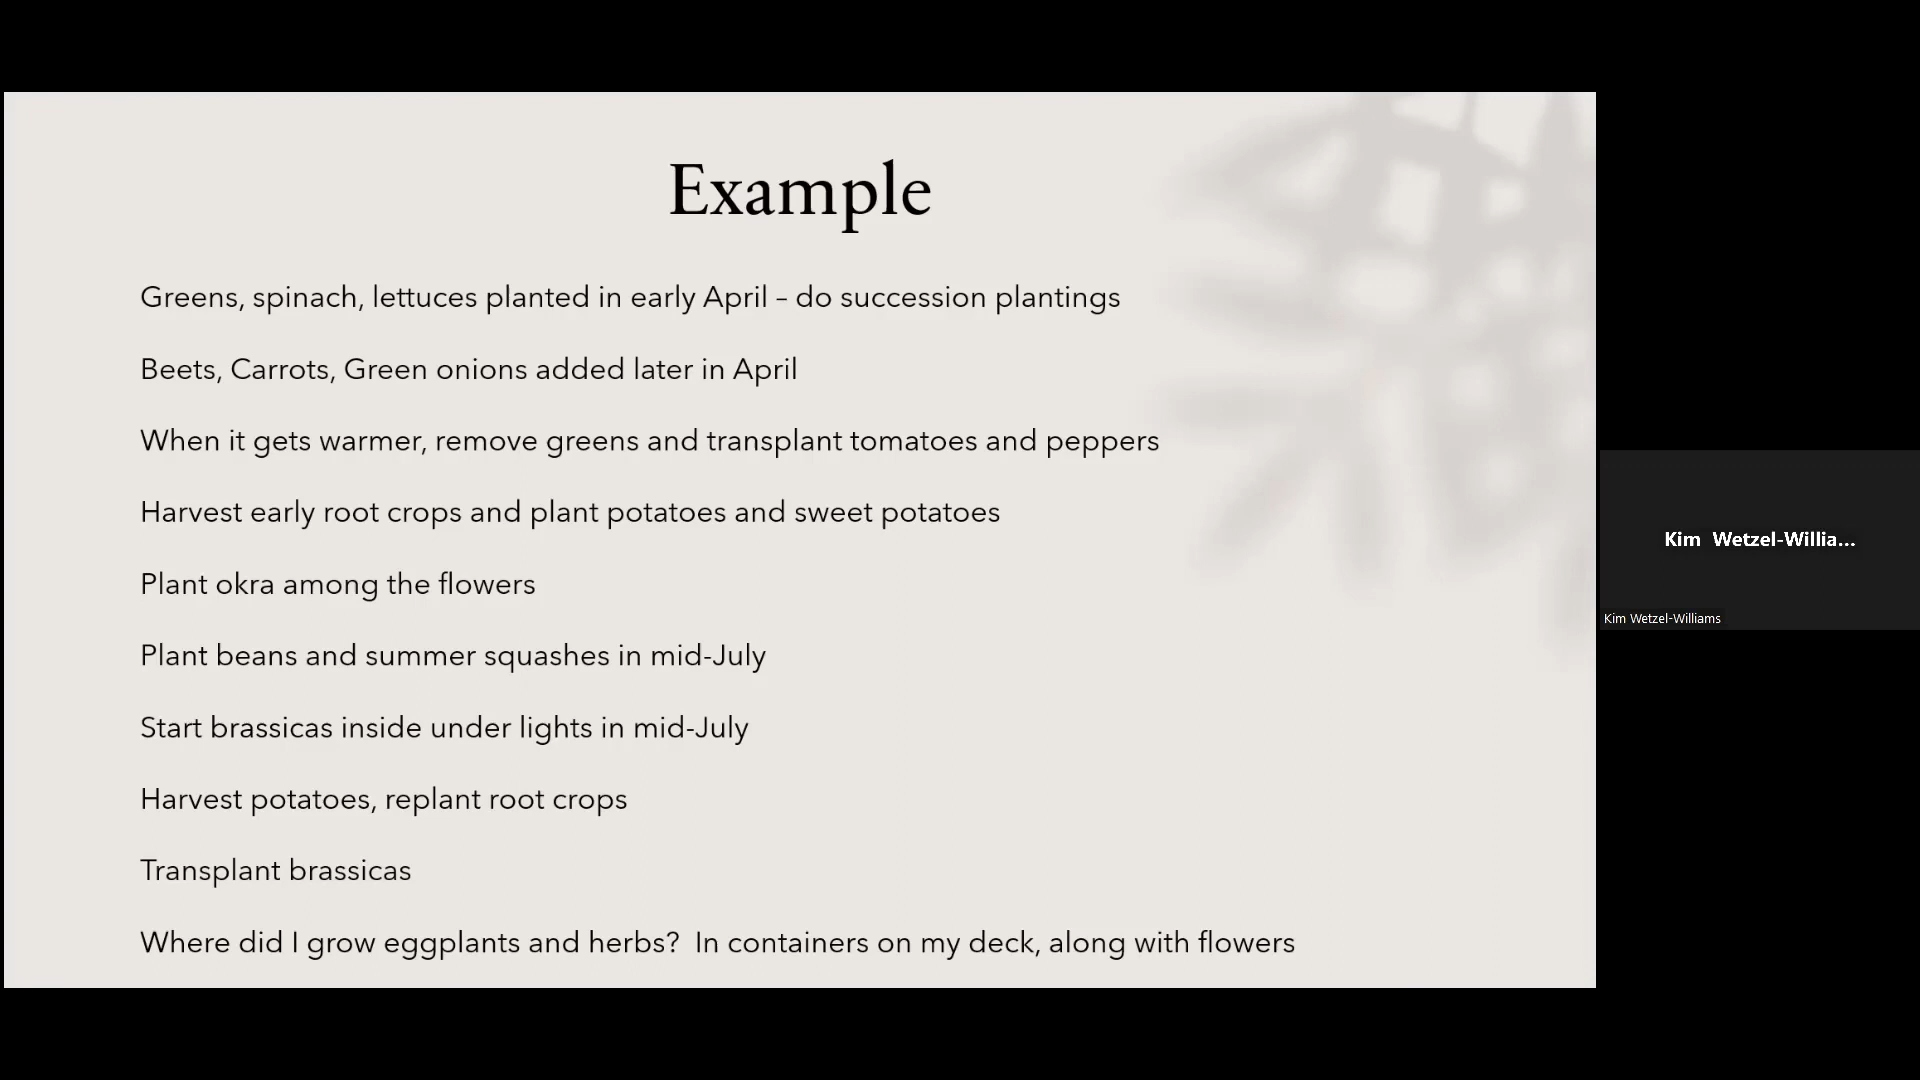 Example
Greens, spinach, lettuces planted in early April – do succession plantings
Beets, Carrots, Green onions added later in April
When it gets warmer, remove greens and transplant tomatoes and peppers
Harvest early root crops and plant potatoes and sweet potatoes
Plant okra among the flowers
Plant beans and summer squashes in mid-July
Start brassicas inside under lights in mid-July
Harvest potatoes, replant root crops
Transplant brassicas
Where did I grow eggplants and herbs?  In containers on my deck, along with flowers
Kim  Wetzel-Willia...
Kim Wetzel-Williams